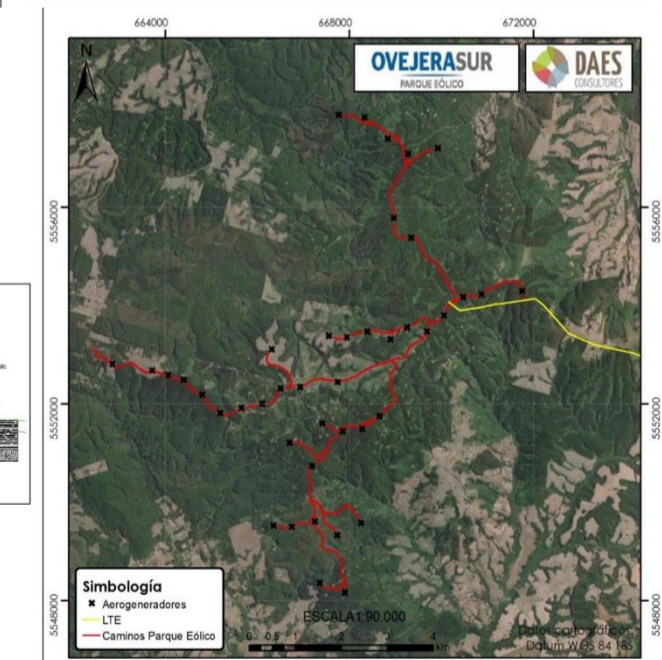 664000 668000 672000
N
OVEJERASUR
PARQUE EÓLICO
DAES
CONSULTORES
5556000 5556000
5552000 5552000
5548000 5548000
Simbología
Aerogeneradores
LTE
Caminos Parque Eólico
ESCALA1:90.000
0 0.5 1 2 3 4
km
Datos cartográficos,
Datum WGS 84 18S